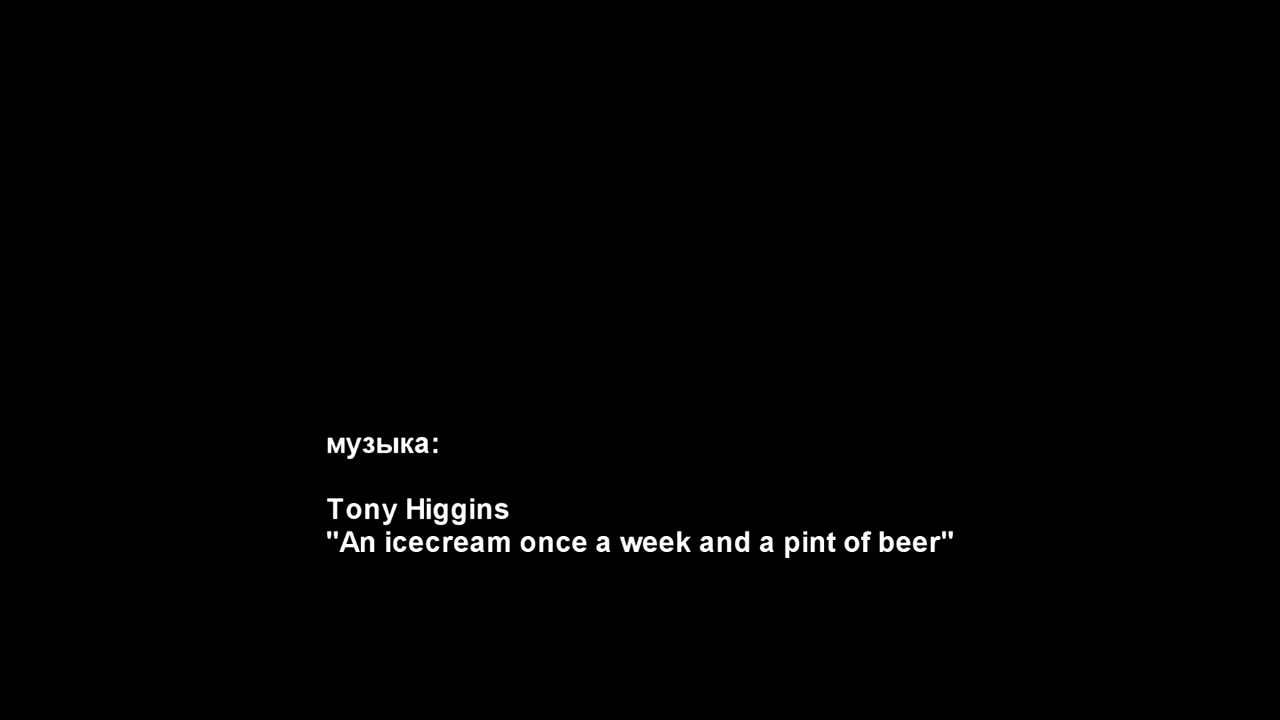 музыка:
Tony Higgins
"An icecream once a week and a pint of beer"